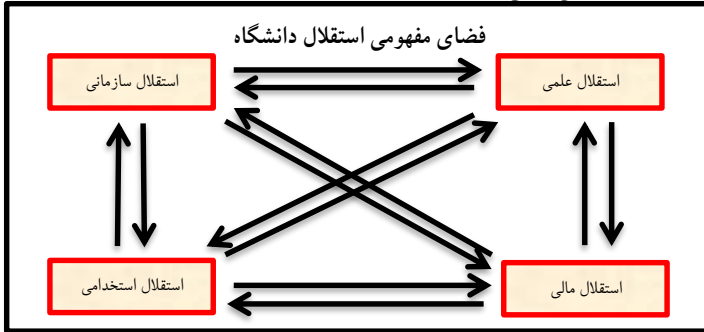 فضای مفهومی استقلال دانشگاه
استقلال علمی
استقلال سازمانی
استقلال مالی
استقلال استخدامی